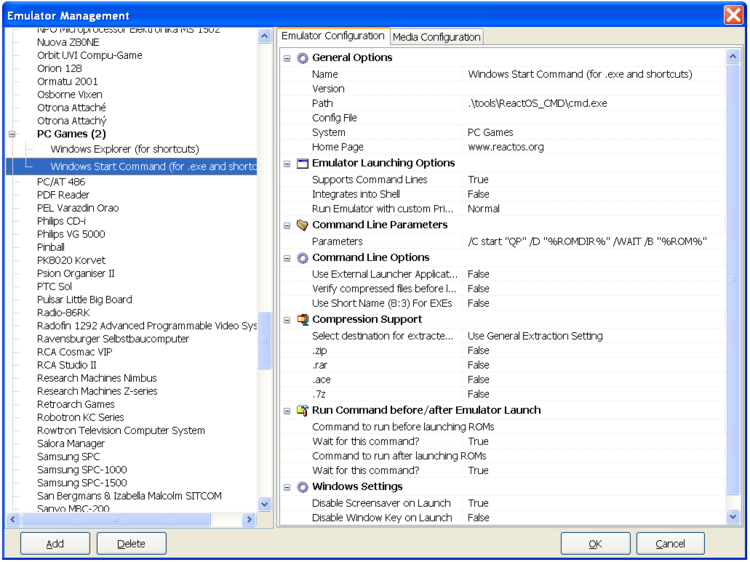 Emulator Management
NPO Microprocessor Elektronika MS 1502
Nuova Z80NE
Orbit UVI Compu-Game
Orion 128
Ormatu 2001
Osborne Vixen
Otrona Attaché
Otrona Attachý
PC Games (2)
Windows Explorer (for shortcuts)
Windows Start Command (for .exe and shortc
PC/AT 486
PDF Reader
PEL Varazdin Orao
Philips CD-i
Philips VG 5000
Pinball
PK8020 Korvet
Psion Organiser II
PTC Sol
Pulsar Little Big Board
Radio-86RK
Radofin 1292 Advanced Programmable Video Sys
Ravensburger Selbstbaucomputer
RCA Cosmac VIP
RCA Studio II
Research Machines Nimbus
Research Machines Z-series
Retroarch Games
Robotron KC Series
Rowtron Television Computer System
Salora Manager
Samsung SPC
Samsung SPC-1000
Samsung SPC-1500
San Bergmans & Izabella Malcolm SITCOM
Sanyo MBC-200
Add Delete
Emulator Configuration Media Configuration
General Options
Name Windows Start Command (for .exe and shortcuts)
Version
Path .\tools\ReactOS_CMD\cmd.exe
Config File
System PC Games
Home Page www.reactos.org
Emulator Launching Options
Supports Command Lines True
Integrates into Shell False
Run Emulator with custom Pri... Normal
Command Line Parameters
Parameters /C start "QP" /D "%ROMDIR%" /WAIT /B "%ROM%"
Command Line Options
Use External Launcher Applicat... False
Verify compressed files before l... False
Use Short Name (8:3) For EXEs False
Compression Support
Select destination for extracte... Use General Extraction Setting
.zip False
.rar False
.ace False
.7z False
Run Command before/after Emulator Launch
Command to run before launching ROMs
Wait for this command? True
Command to run after launching ROMs
Wait for this command? True
Windows Settings
Disable Screensaver on Launch True
Disable Window Key on Launch False
OK Cancel